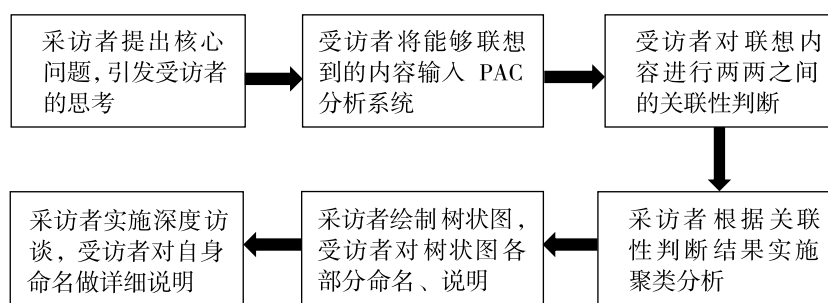 采访者提出核心
问题,引发受访者
的思考
受访者将能够联想
到的内容输入 PAC
分析系统
受访者对联想内
容进行两两之间
的关联性判断
采访者根据关联
性判断结果实施
聚类分析
采访者绘制树状图，
受访者对树状图各
部分命名、说明
采访者实施深度访
谈，受访者对自身
命名做详细说明